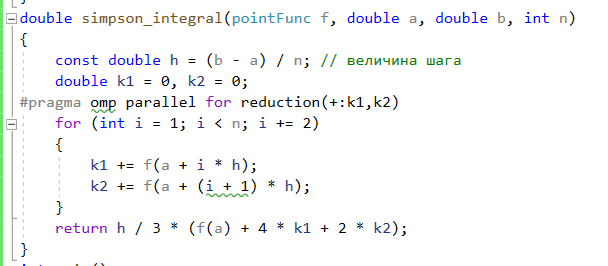 double simpson_integral(pointFunc f, double a, double b, int n)
{
const double h = (b - a) / n; // величина шага
double k1 = 0, k2 = 0;
#pragma omp parallel for reduction(+:k1,k2)
for (int i = 1; i < n; i += 2)
{
k1 += f(a + i * h);
k2 += f(a + (i + 1) * h);
}
return h / 3 * (f(a) + 4 * k1 + 2 * k2);
}